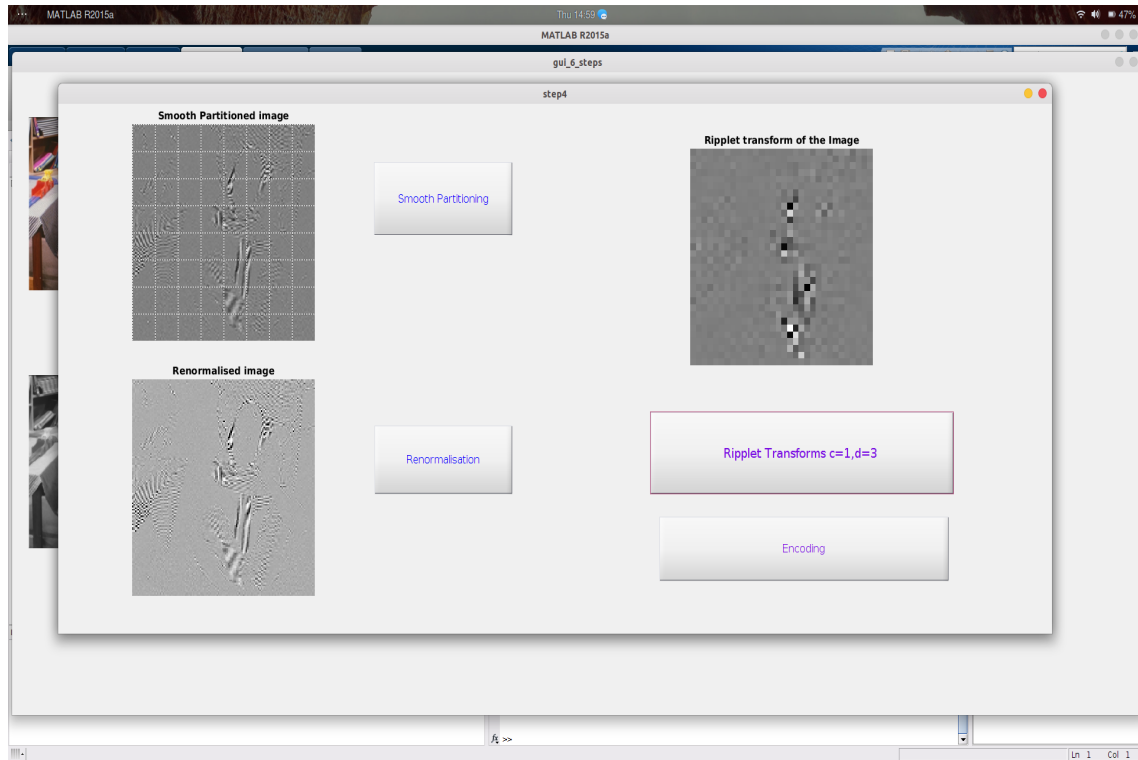 MATLAB R2015a
Thu 14:59
47%
MATLAB R2015a
gui_6_steps
step4
Smooth Partitioned image
Smooth Partitioning
Ripplet transform of the Image
Renormalised image
Renormalisation
Ripplet Transforms c=1,d=3
Encoding
fx >>
Ln 1 Col 1